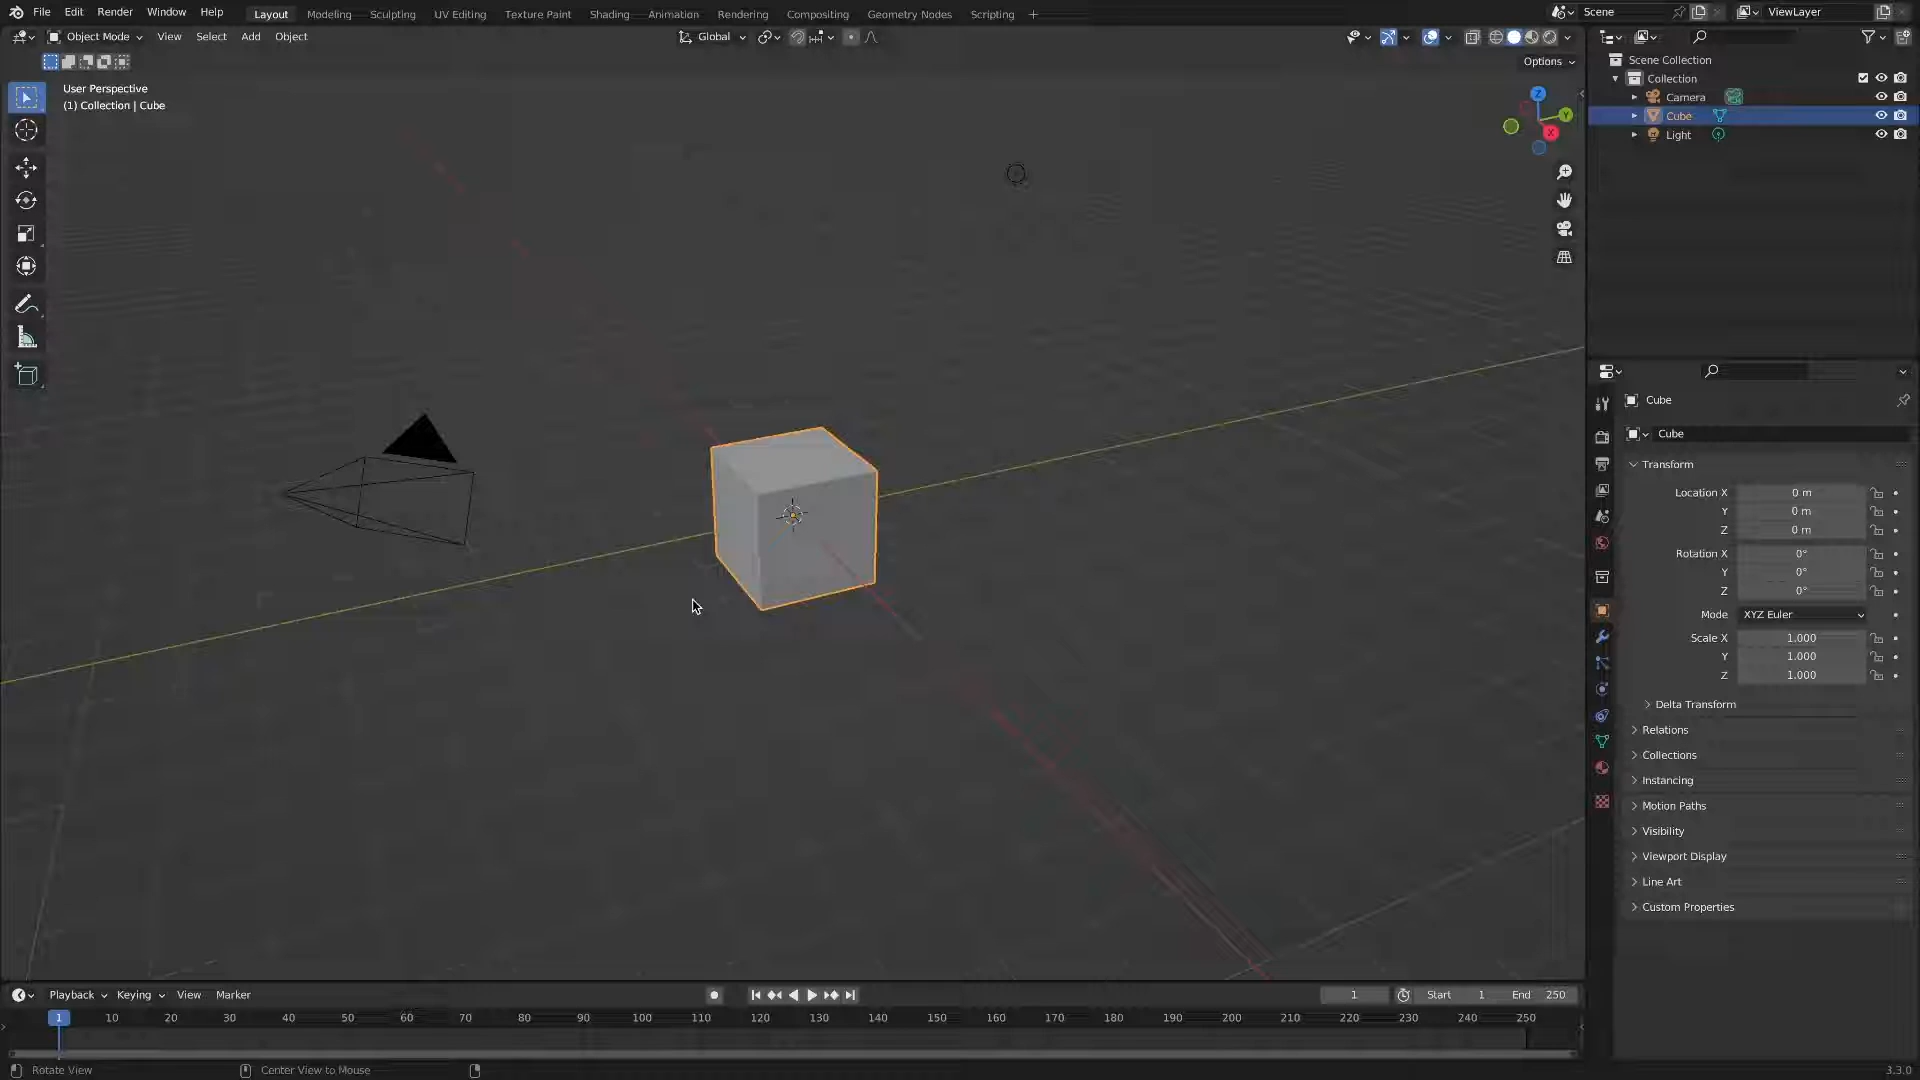 File Edit Render Window Help Layout Modeling Sculpting UV Editing Texture Paint Shading Animation Rendering Compositing Geometry Nodes Scripting + Scene ViewLayer
Object Mode View Select Add Object Global
Options
User Perspective
(1) Collection | Cube
Z
Y
X
Scene Collection
Collection
Camera
Cube
Light
Cube
Cube
Transform
Location X 0 m
Y 0 m
Z 0 m
Rotation X 0°
Y 0°
Z 0°
Mode XYZ Euler
Scale X 1.000
Y 1.000
Z 1.000
Delta Transform
Relations
Collections
Instancing
Motion Paths
Visibility
Viewport Display
Line Art
Custom Properties
Playback Keying View Marker 1 Start 1 End 250
1 10 20 30 40 50 60 70 80 90 100 110 120 130 140 150 160 170 180 190 200 210 220 230 240 250
Rotate View Center View to Mouse 3.3.0